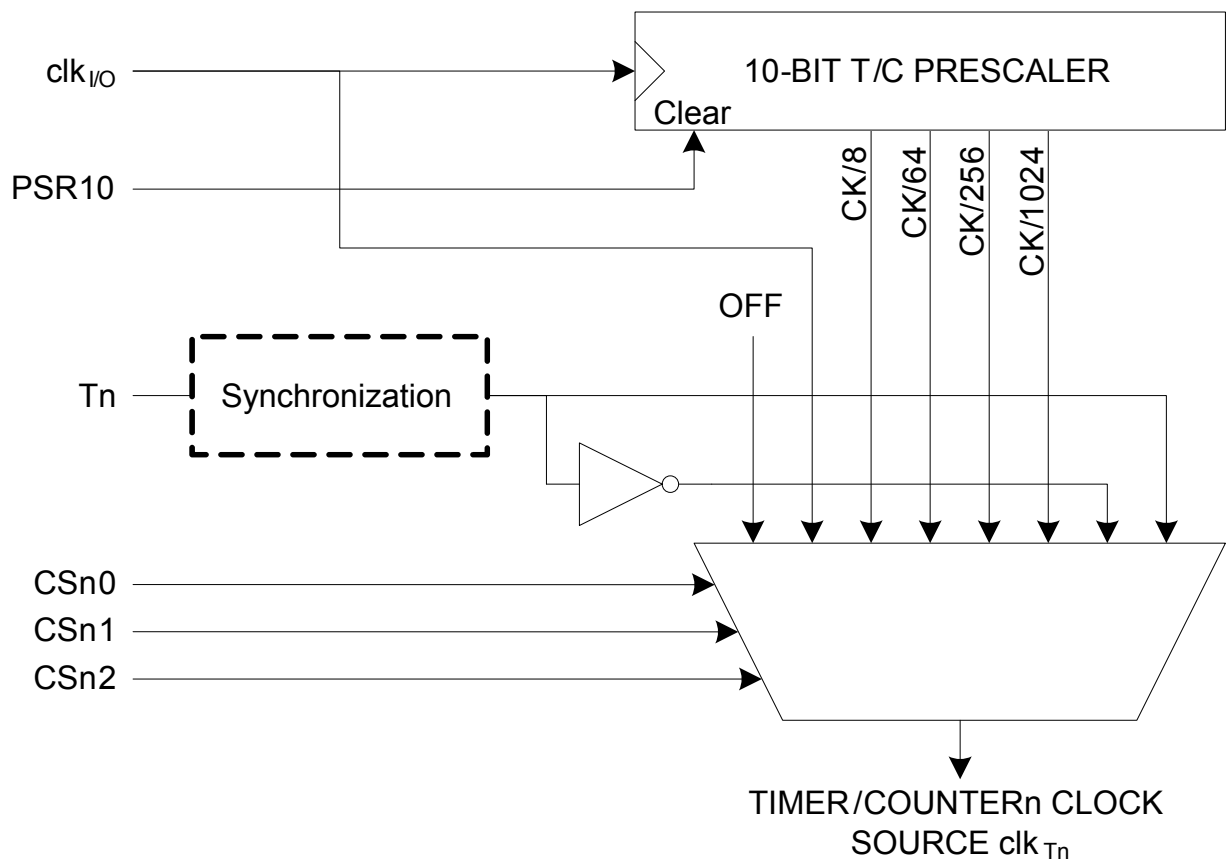 clk I/O
10-BIT T/C PRESCALER
Clear
PSR10
CK/8
CK/64
CK/256
CK/1024
OFF
Tn
Synchronization
CSn0
CSn1
CSn2
TIMER/COUNTERn CLOCK
SOURCE clk Tn